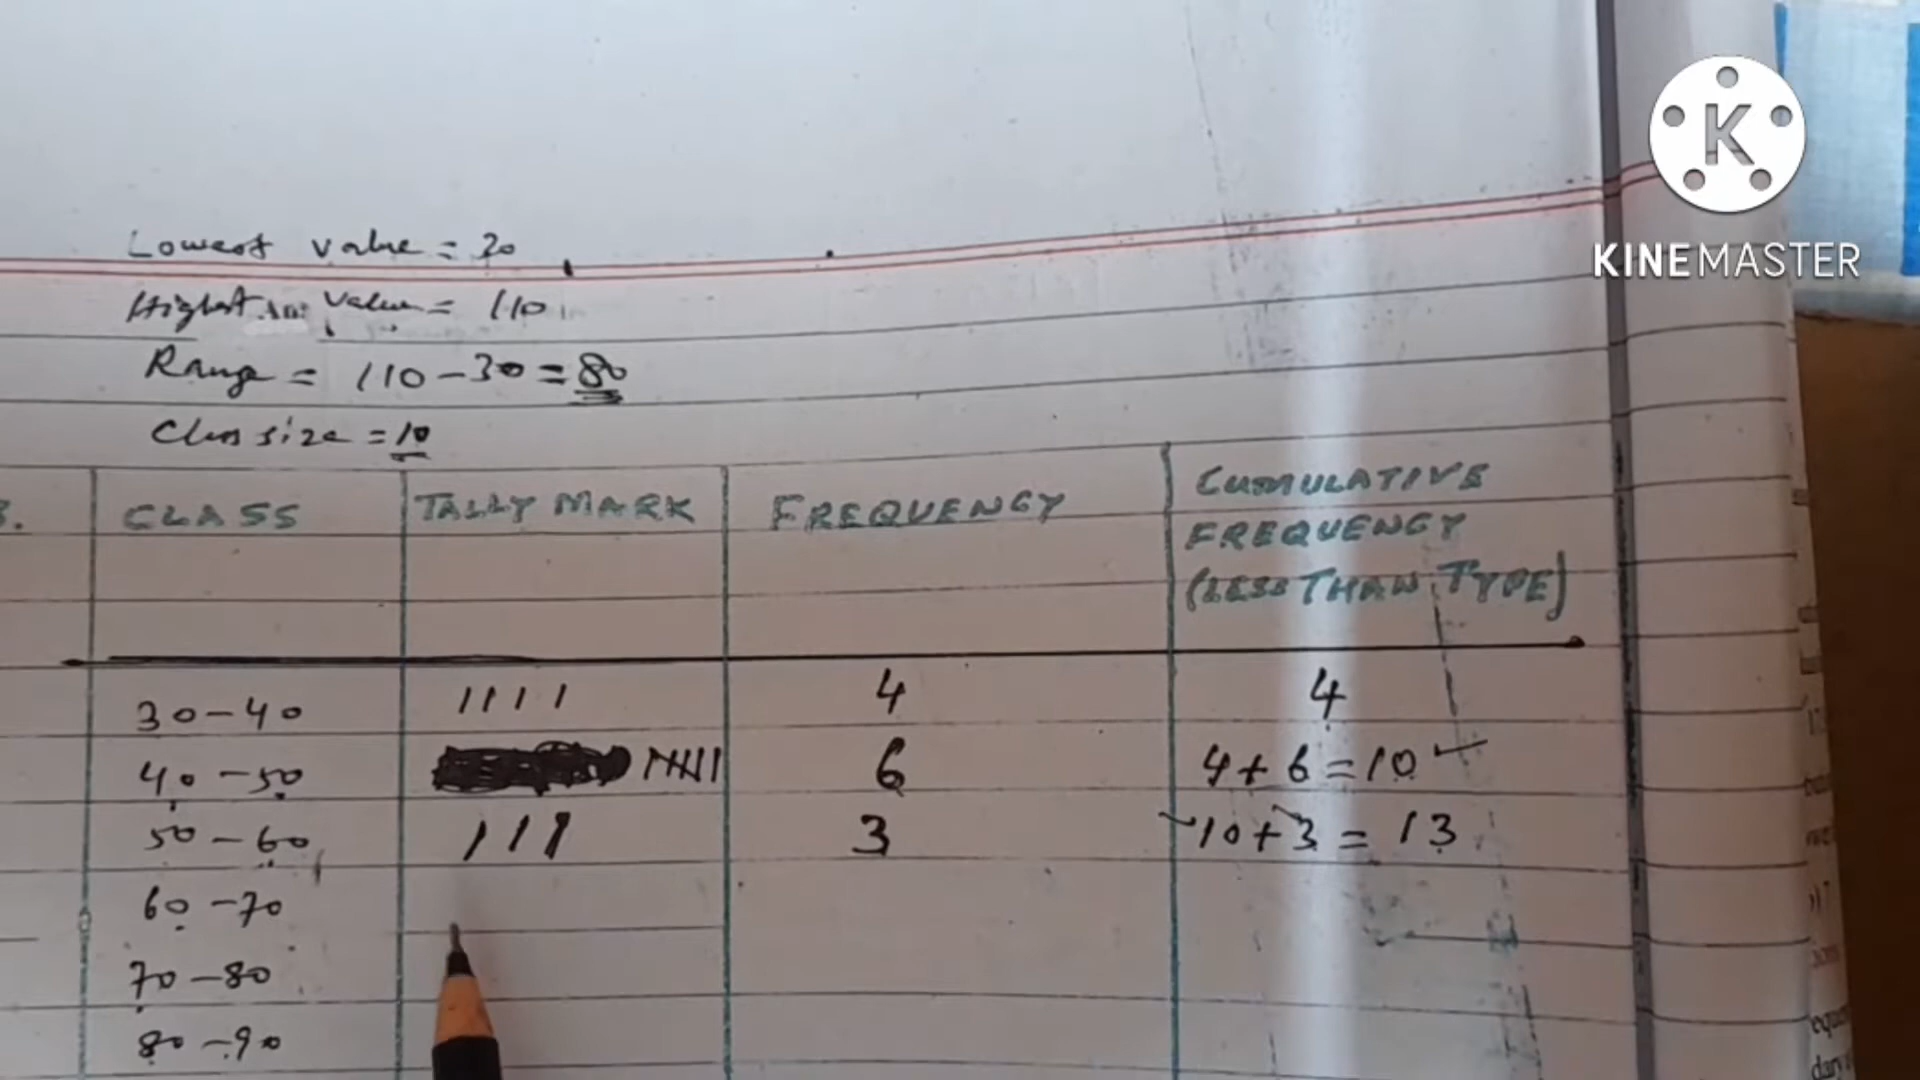 Lowest value = 30
Highest value = 110
Range = 110 - 30 = 80
Class size = 10
CLASS TALLY MARK FREQUENCY CUMULATIVE FREQUENCY (LESS THAN TYPE)
30-40 |||| 4 4
40-50 |||| | 6 4+6=10 ✓
50-60 ||| 3 10+3=13
60-70
70-80
80-90
K
KINEMASTER